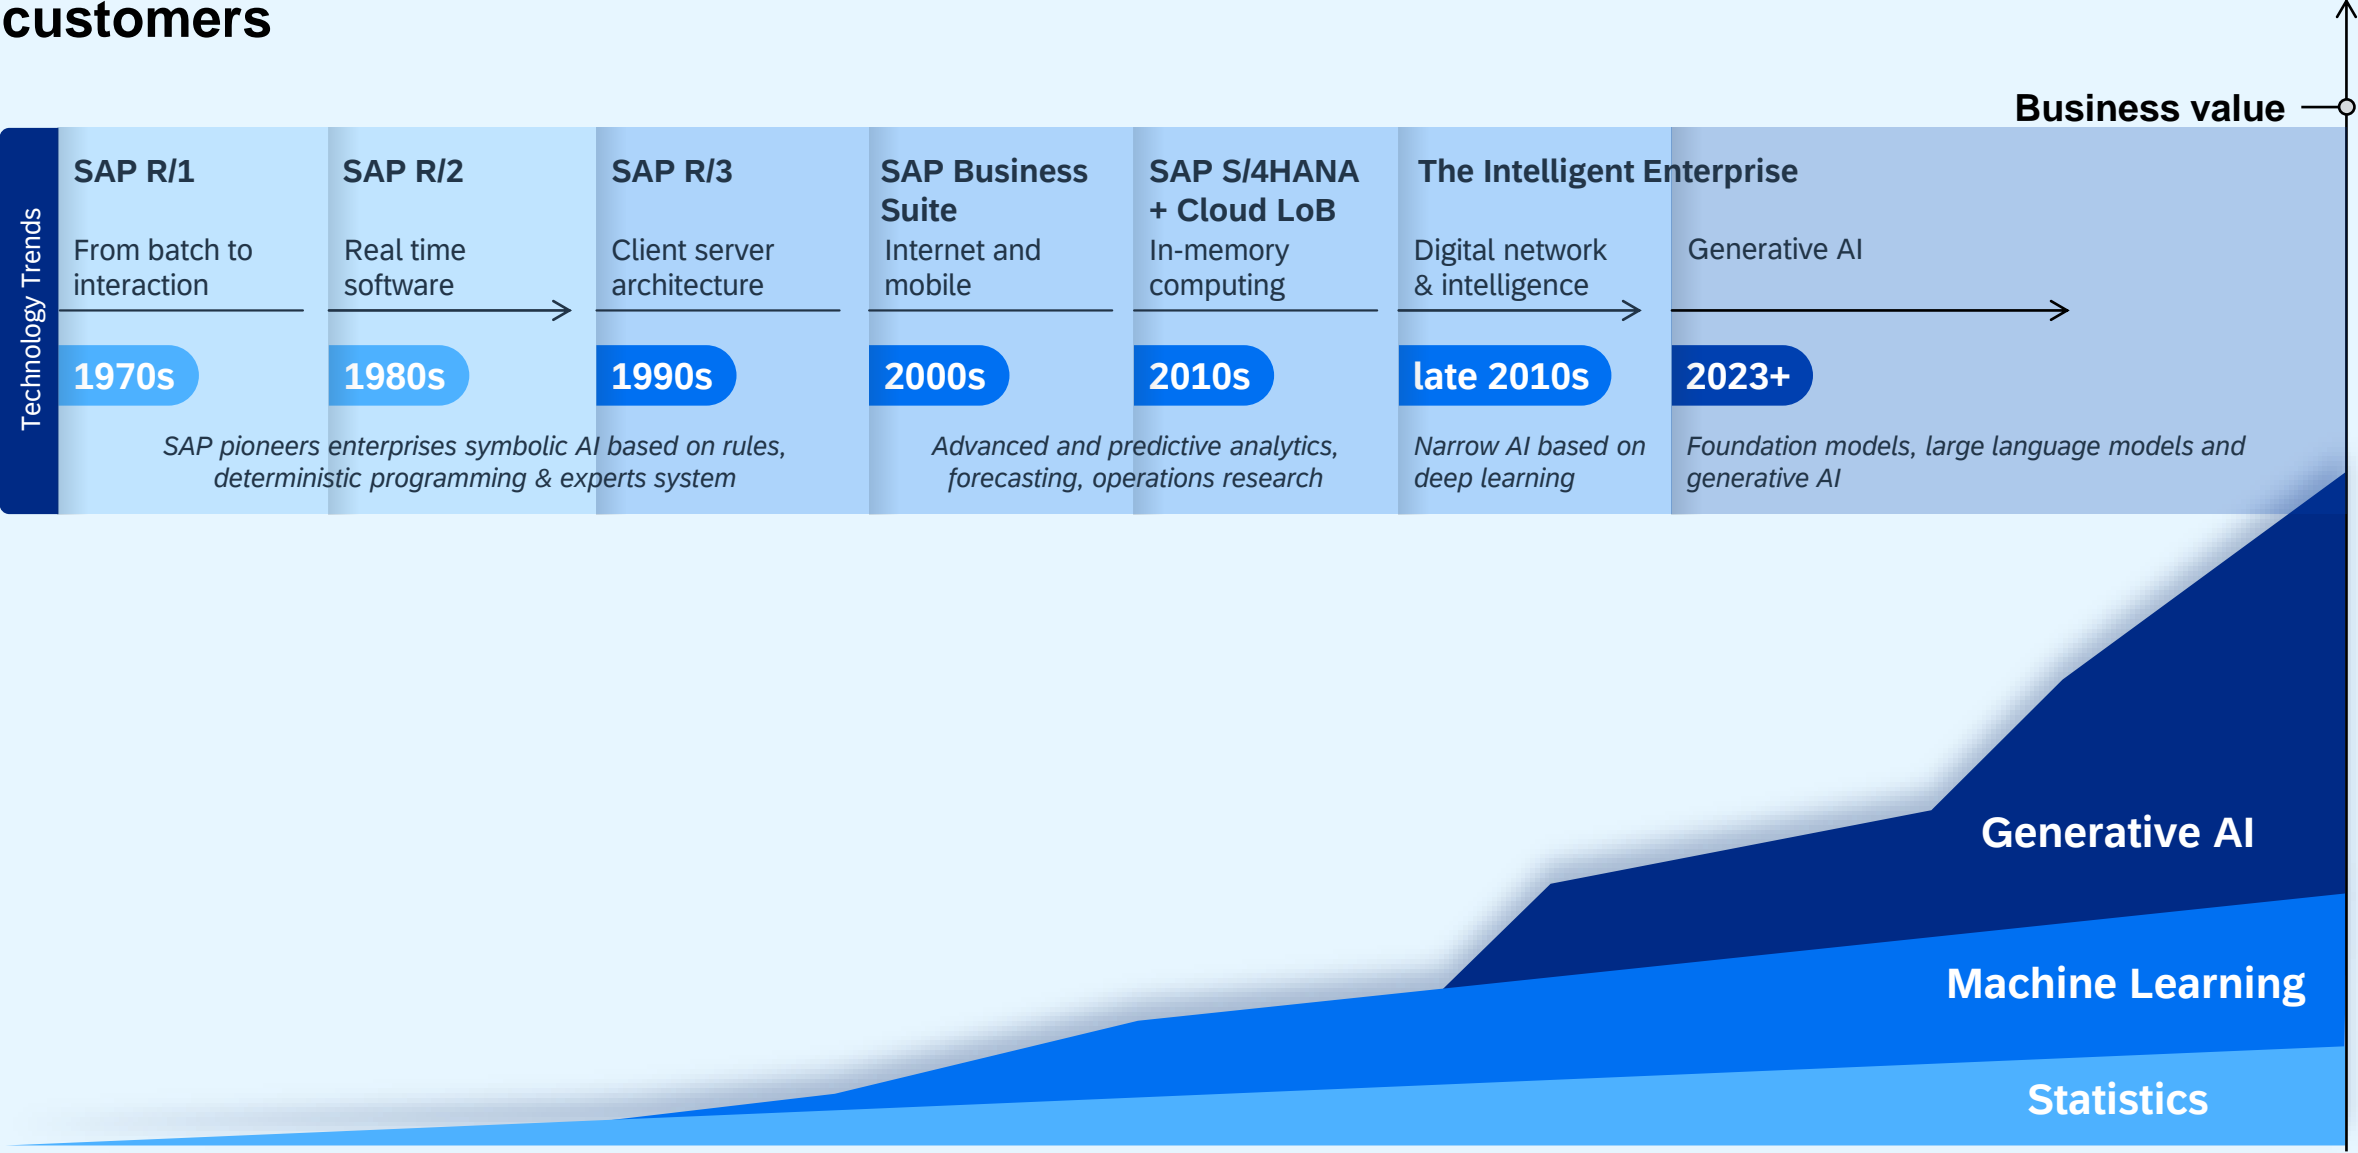 customers
Business value
Technology Trends
SAP R/1
From batch to
interaction
1970s
SAP R/2
Real time
software
1980s
SAP R/3
Client server
architecture
1990s
SAP pioneers enterprises symbolic AI based on rules,
deterministic programming & experts system
SAP Business
Suite
Internet and
mobile
2000s
SAP S/4HANA
+ Cloud LoB
In-memory
computing
2010s
Advanced and predictive analytics,
forecasting, operations research
The Intelligent Enterprise
Digital network
& intelligence
late 2010s
Narrow AI based on
deep learning
Generative AI
2023+
Foundation models, large language models and
generative AI
Generative AI
Machine Learning
Statistics